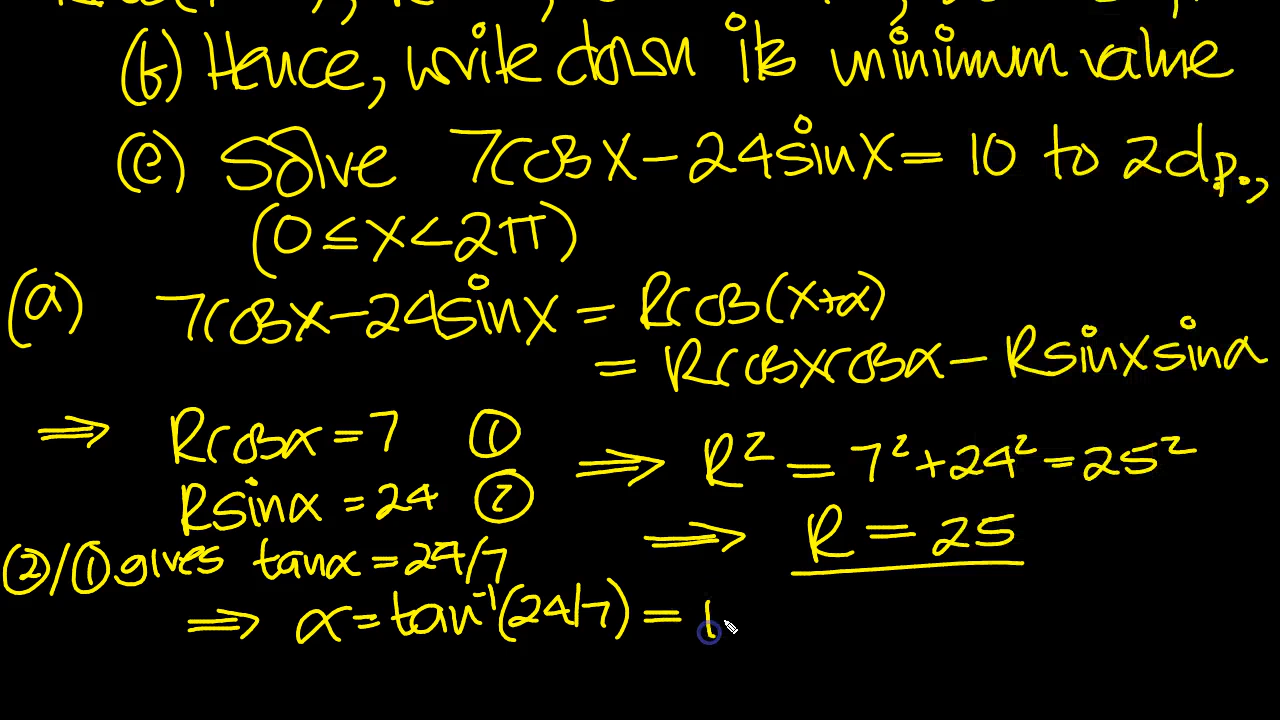 (b) Hence, write down its minimum value
(c) Solve 7cosx-24sinx = 10 to 2dp.,
(0≤x<2π)
(a) 7cosx-24sinx = Rcos(x+α)
= Rcosxcosα - Rsinxsinα
⇒ Rcosα = 7 ①
Rsinα = 24 ②
⇒ R² = 7²+24² = 25²
⇒ R = 25
②/① gives tanα = 24/7
⇒ α = tan⁻¹(24/7) = 1